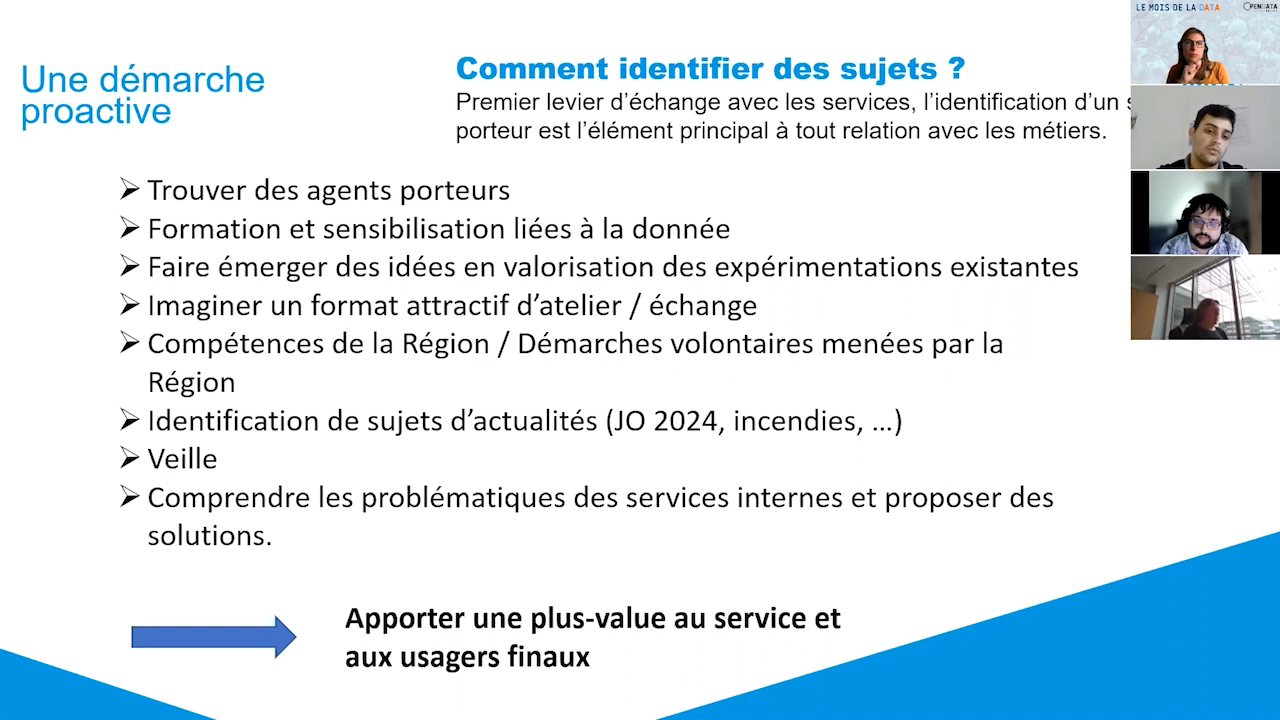 Une démarche
proactive
Comment identifier des sujets ?
Premier levier d’échange avec les services, l’identification d’un
porteur est l’élément principal à tout relation avec les métiers.
➢ Trouver des agents porteurs
➢ Formation et sensibilisation liées à la donnée
➢ Faire émerger des idées en valorisation des expérimentations existantes
➢ Imaginer un format attractif d’atelier / échange
➢ Compétences de la Région / Démarches volontaires menées par la
Région
➢ Identification de sujets d’actualités (JO 2024, incendies, …)
➢ Veille
➢ Comprendre les problématiques des services internes et proposer des
solutions.
Apporter une plus-value au service et
aux usagers finaux
LE MOIS DE LA DATA
OPENDATA